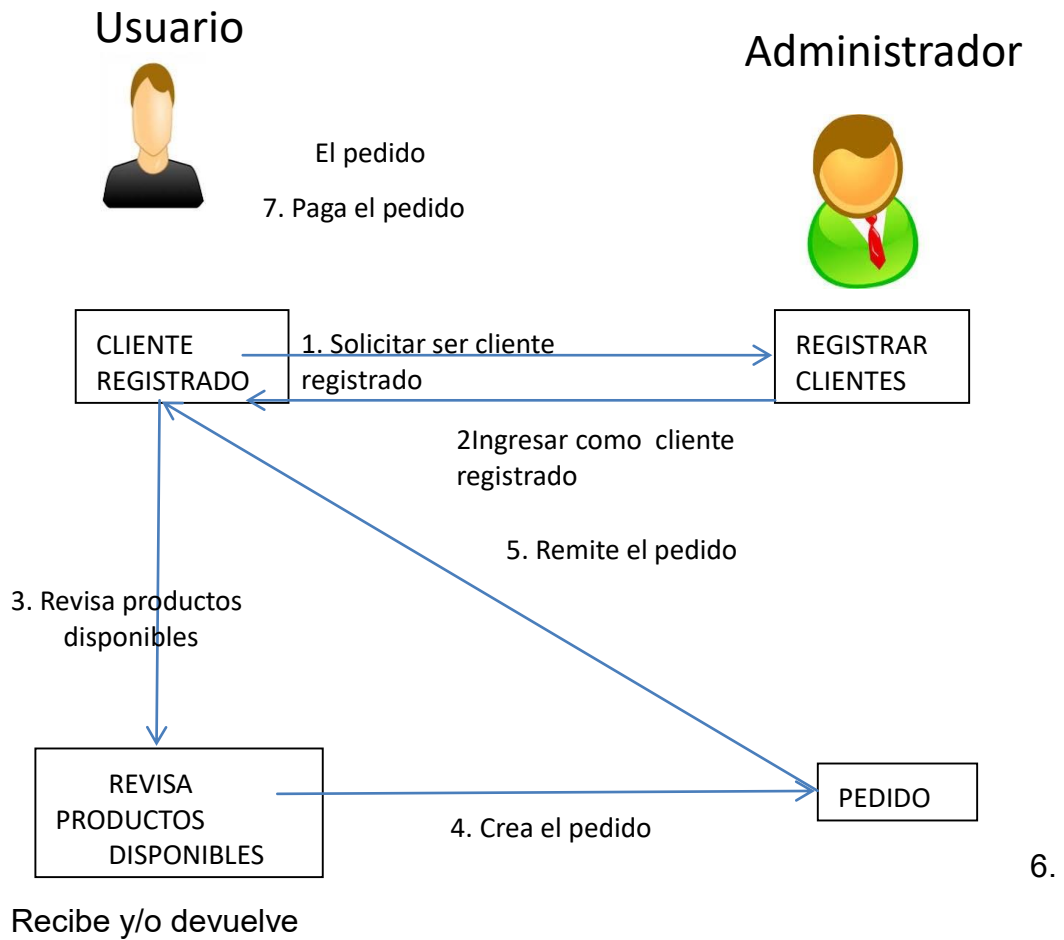 Usuario
Administrador
El pedido
7. Paga el pedido
CLIENTE
REGISTRADO
1. Solicitar ser cliente
registrado
REGISTRAR
CLIENTES
2Ingresar como cliente
registrado
5. Remite el pedido
3. Revisa productos
disponibles
REVISA
PRODUCTOS
DISPONIBLES
4. Crea el pedido
PEDIDO
6.
Recibe y/o devuelve